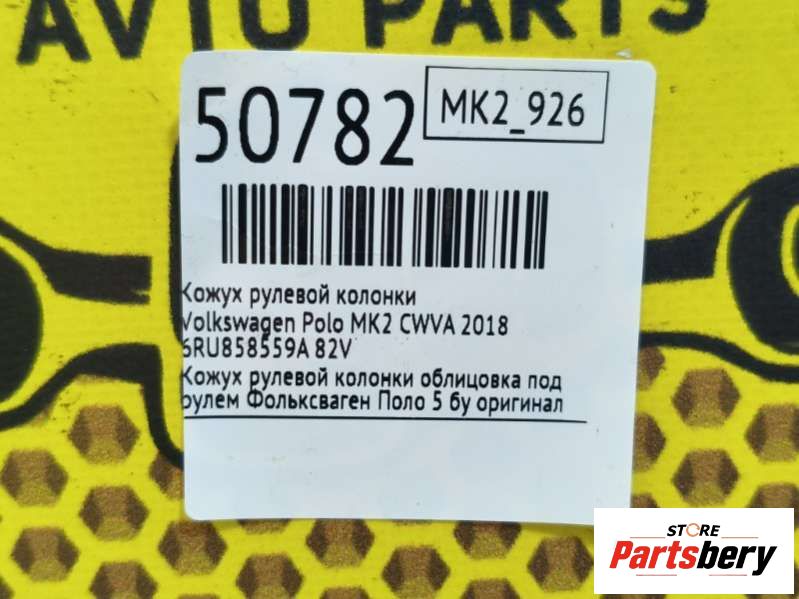 AVTO PARTS
50782
MK2_926
Кожух рулевой колонки
Volkswagen Polo MK2 CWVA 2018
6RU858559A 82V
Кожух рулевой колонки облицовка под
рулем Фольксваген Поло 5 бу оригинал
STORE
Partsbery